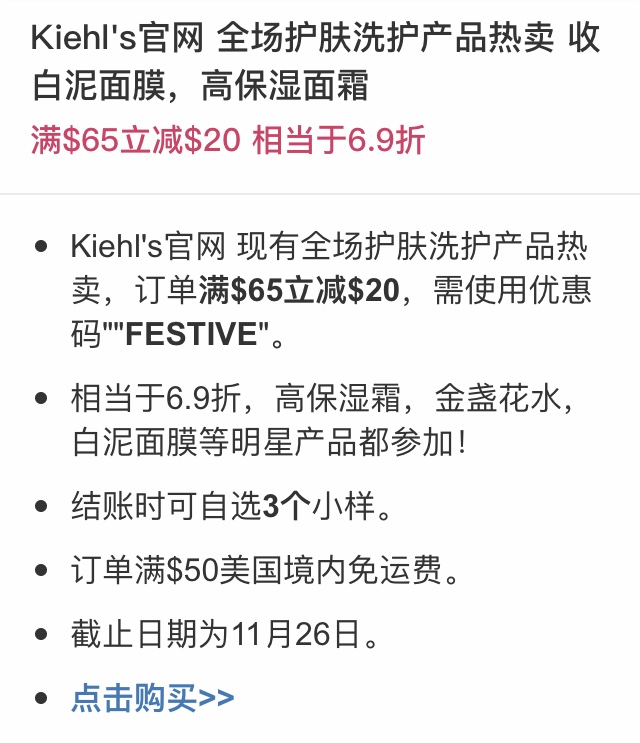 Kiehl's官网 全场护肤洗护产品热卖 收
白泥面膜，高保湿面霜
满$65立减$20 相当于6.9折
Kiehl's官网 现有全场护肤洗护产品热
卖，订单满$65立减$20，需使用优惠
码""FESTIVE"。
相当于6.9折，高保湿霜，金盏花水，
白泥面膜等明星产品都参加！
结账时可自选3个小样。
订单满$50美国境内免运费。
截止日期为11月26日。
点击购买>>